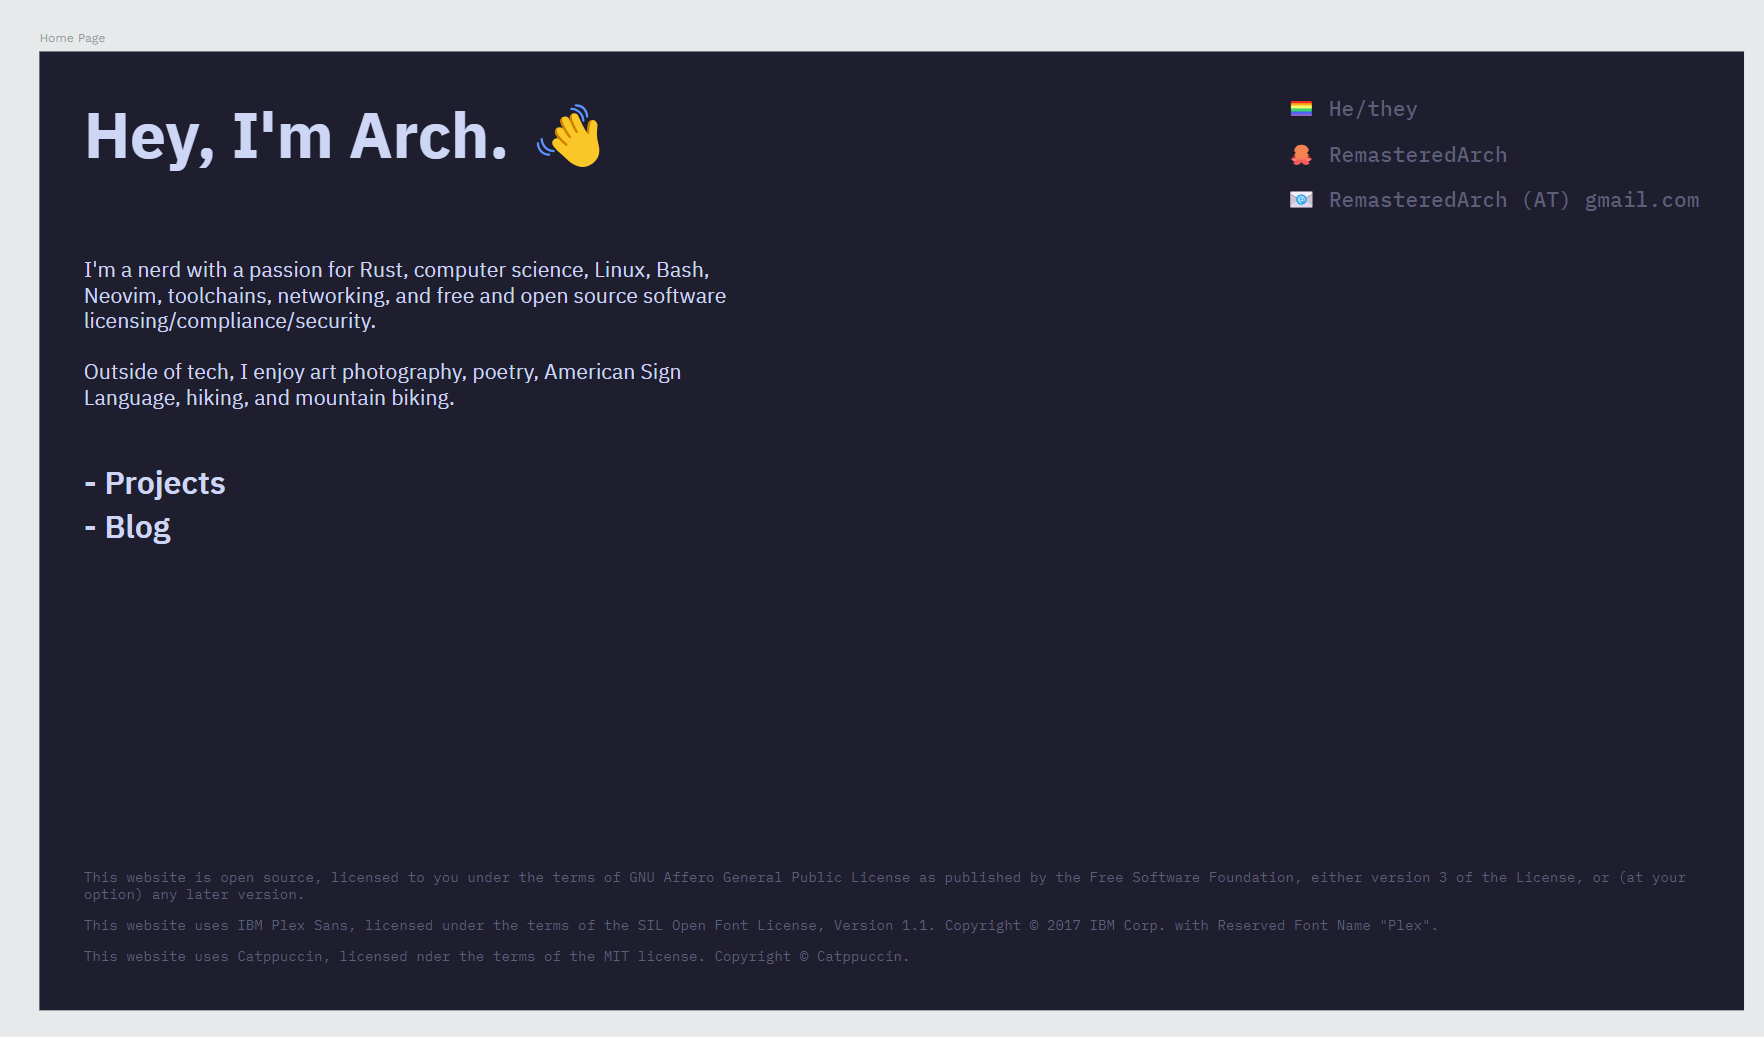 Home Page
Hey, I'm Arch. 👋
He/they
RemasteredArch
RemasteredArch (AT) gmail.com
I'm a nerd with a passion for Rust, computer science, Linux, Bash,
Neovim, toolchains, networking, and free and open source software
licensing/compliance/security.
Outside of tech, I enjoy art photography, poetry, American Sign
Language, hiking, and mountain biking.
- Projects
- Blog
This website is open source, licensed to you under the terms of GNU Affero General Public License as published by the Free Software Foundation, either version 3 of the License, or (at your
option) any later version.
This website uses IBM Plex Sans, licensed under the terms of the SIL Open Font License, Version 1.1. Copyright © 2017 IBM Corp. with Reserved Font Name "Plex".
This website uses Catppuccin, licensed nder the terms of the MIT license. Copyright © Catppuccin.